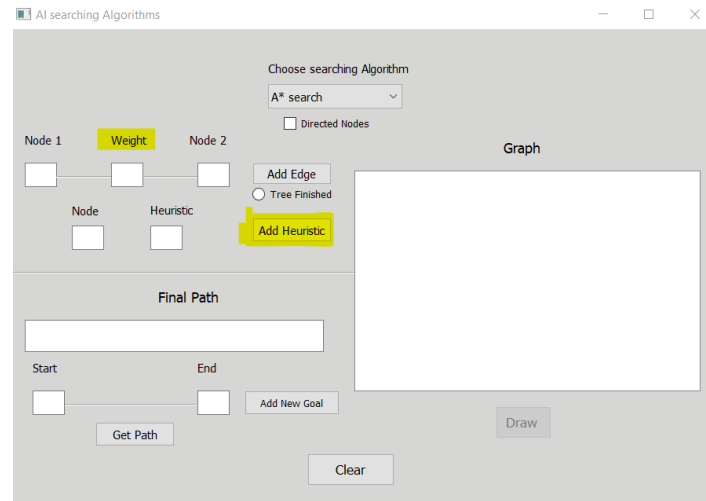 AI searching Algorithms
Choose searching Algorithm
A* search
Directed Nodes
Node 1 Weight Node 2
Graph
Add Edge
Tree Finished
Node Heuristic
Add Heuristic
Final Path
Start End
Add New Goal
Get Path
Draw
Clear